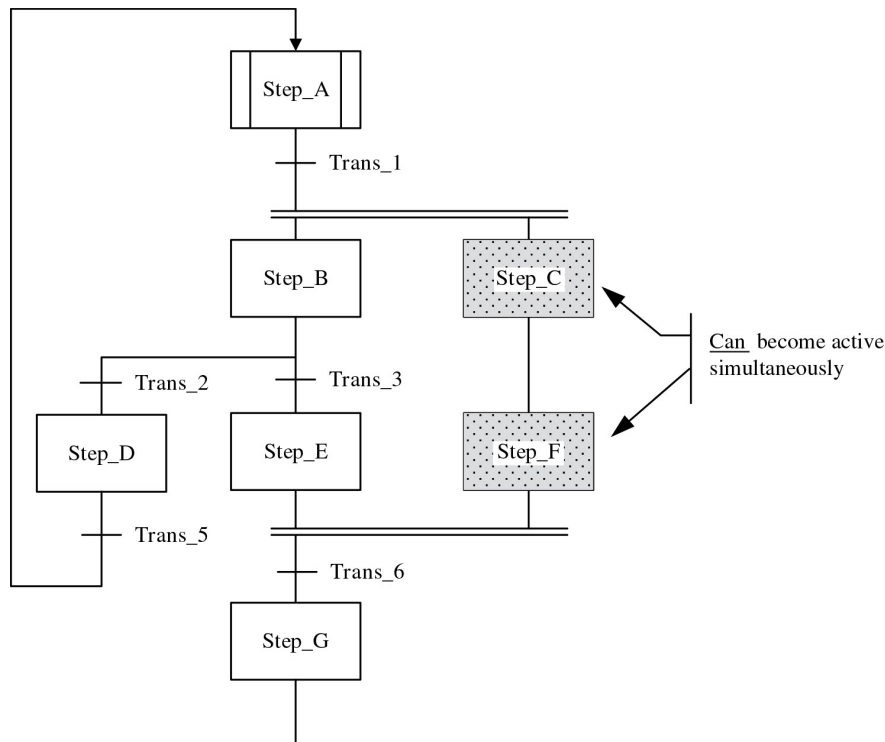 Step_A
Trans_1
Step_B
Step_C
Can become active
simultaneously
Trans_2
Trans_3
Step_D
Step_E
Step_F
Trans_5
Trans_6
Step_G